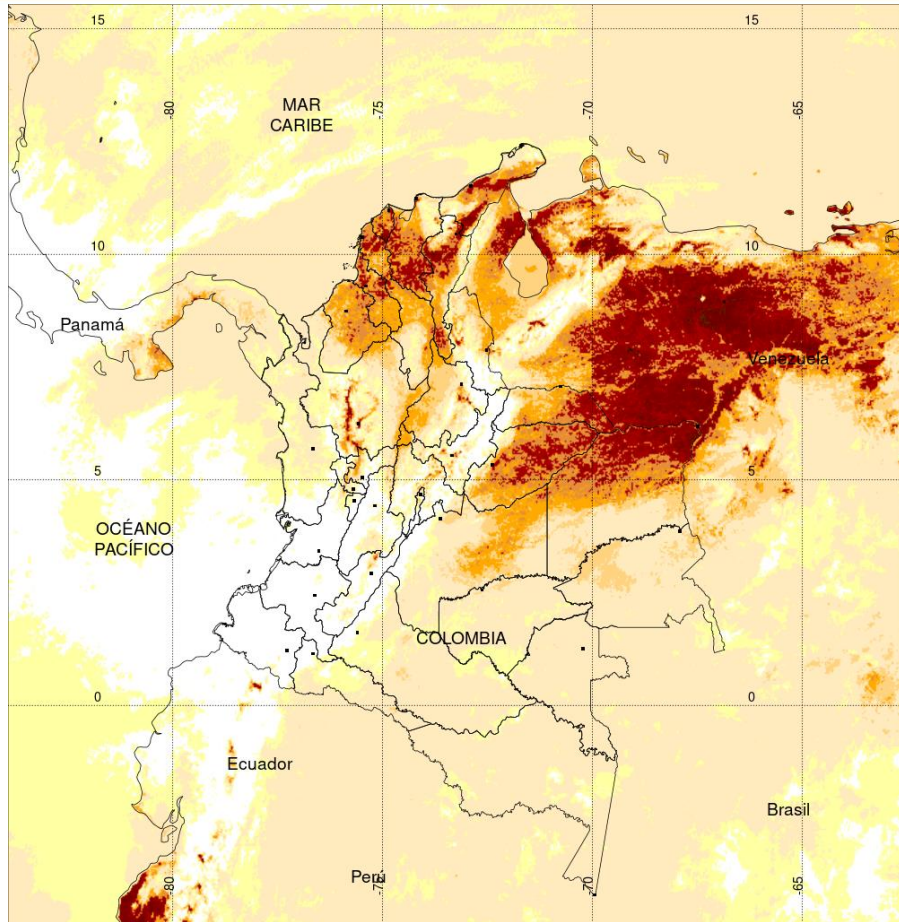 15
15
-80
-75
-70
-65
MAR
CARIBE
10
10
Panamá
Venezuela
5
5
OCÉANO
PACÍFICO
COLOMBIA
0
0
Ecuador
Brasil
Perú
-80
-75
-70
-65